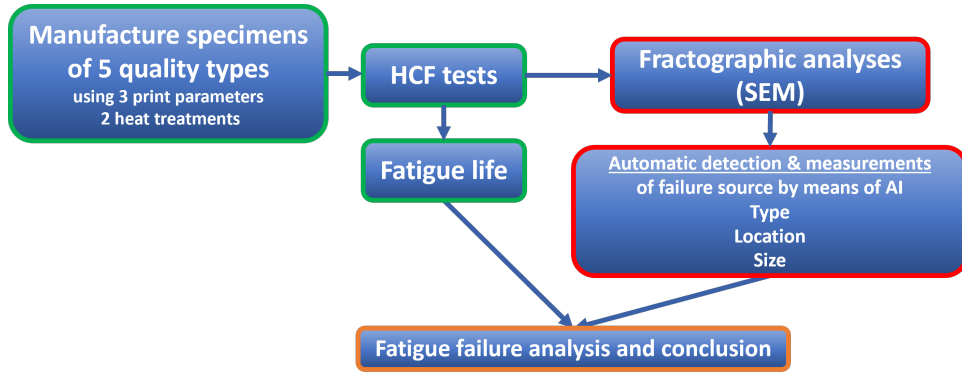 Manufacture specimens
of 5 quality types
using 3 print parameters
2 heat treatments
HCF tests
Fractographic analyses
(SEM)
Fatigue life
Automatic detection & measurements
of failure source by means of AI
Type
Location
Size
Fatigue failure analysis and conclusion